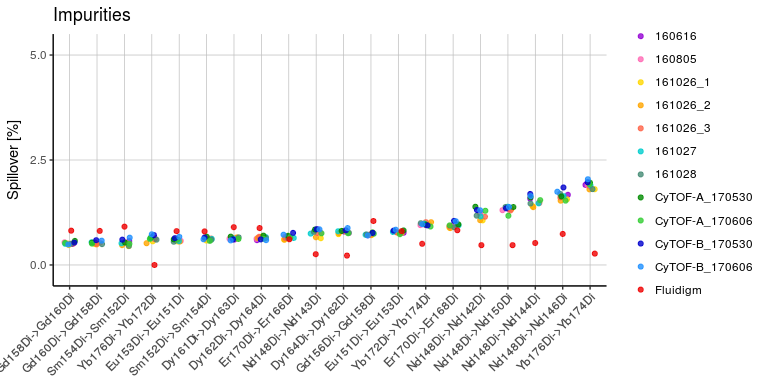 Impurities
Spillover [%]
5.0
2.5
0.0
Gd158Di->Gd160Di
Gd160Di->Gd158Di
Sm154Di->Sm152Di
Yb176Di->Yb172Di
Eu153Di->Eu151Di
Sm152Di->Sm154Di
Dy161Di->Dy163Di
Dy162Di->Dy164Di
Er170Di->Er166Di
Nd148Di->Nd143Di
Dy164Di->Dy162Di
Gd156Di->Gd158Di
Eu151Di->Eu153Di
Yb172Di->Yb174Di
Er170Di->Er168Di
Nd148Di->Nd142Di
Nd148Di->Nd150Di
Nd148Di->Nd144Di
Nd148Di->Nd146Di
Yb176Di->Yb174Di
160616
160805
161026_1
161026_2
161026_3
161027
161028
CyTOF-A_170530
CyTOF-A_170606
CyTOF-B_170530
CyTOF-B_170606
Fluidigm